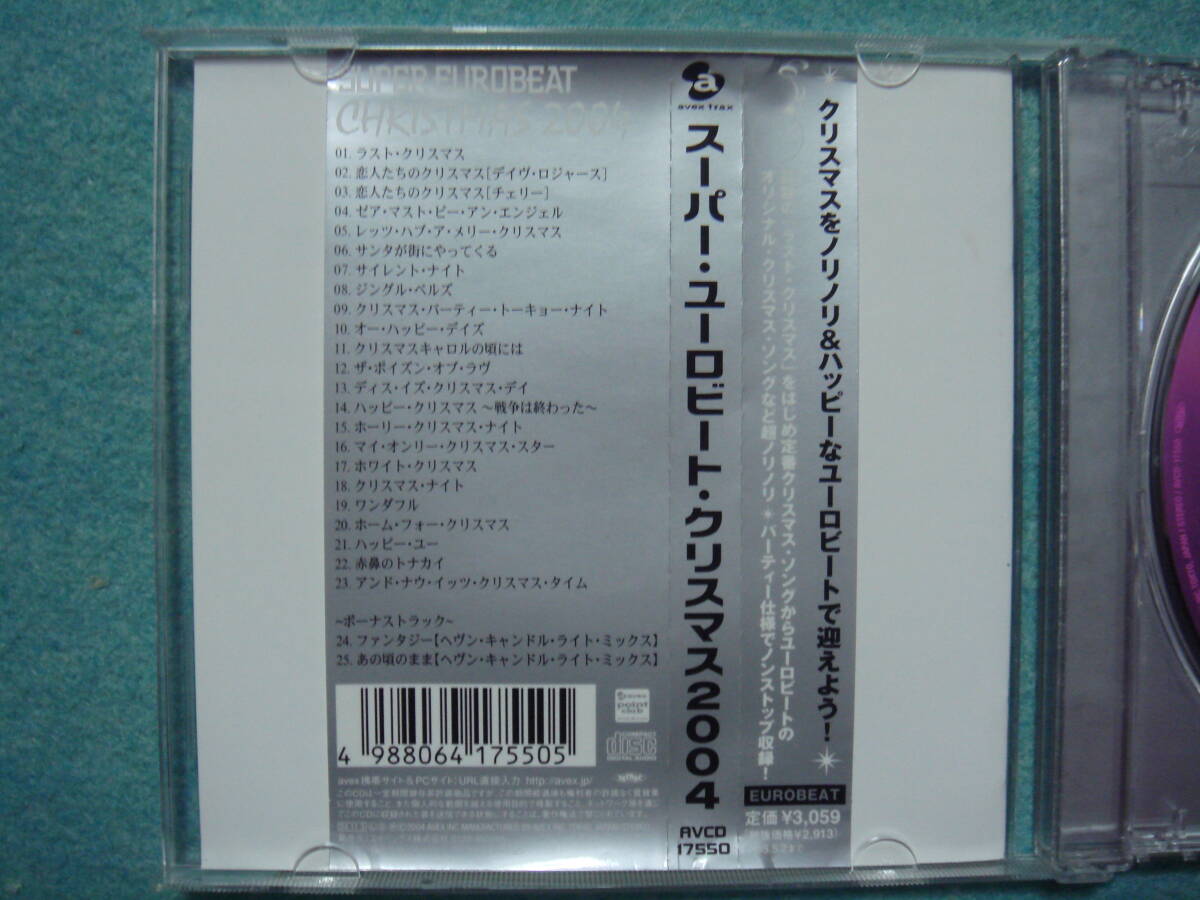 SUPER EUROBEAT
CHRISTMAS 2004
01. ラスト・クリスマス
02. 恋人たちのクリスマス[デイヴ・ロジャース]
03. 恋人たちのクリスマス[チェリー]
04. ゼア・マスト・ビー・アン・エンジェル
05. レッツ・ハブ・ア・メリー・クリスマス
06. サンタが街にやってくる
07. サイレント・ナイト
08. ジングル・ベルズ
09. クリスマス・パーティー・トーキョー・ナイト
10. オー・ハッピー・デイズ
11. クリスマスキャロルの頃には
12. ザ・ポイズン・オブ・ラヴ
13. ディス・イズ・クリスマス・デイ
14. ハッピー・クリスマス 〜戦争は終わった〜
15. ホーリー・クリスマス・ナイト
16. マイ・オンリー・クリスマス・スター
17. ホワイト・クリスマス
18. クリスマス・ナイト
19. ワンダフル
20. ホーム・フォー・クリスマス
21. ハッピー・ユー
22. 赤鼻のトナカイ
23. アンド・ナウ・イッツ・クリスマス・タイム
~ボーナストラック~
24. ファンタジー【ヘヴン・キャンドル・ライト・ミックス】
25. あの頃のまま【ヘヴン・キャンドル・ライト・ミックス】
4 988064 175505
avex
point
club
COMPACT
disc
DIGITAL AUDIO
avex携帯サイト&PCサイト:URL直接入力 http://avex.jp/
a
avex trax
スーパー・ユーロビート・クリスマス2004
AVCD
17550
クリスマスをノリノリ&ハッピーなユーロビートで迎えよう!
「ラスト・クリスマス」をはじめ定番クリスマス・ソングからユーロビートの
オリジナル・クリスマス・ソングなど超ノリノリ+パーティー仕様でノンストップ収録!
EUROBEAT
定価 ¥3,059
(税抜価格¥2,913)